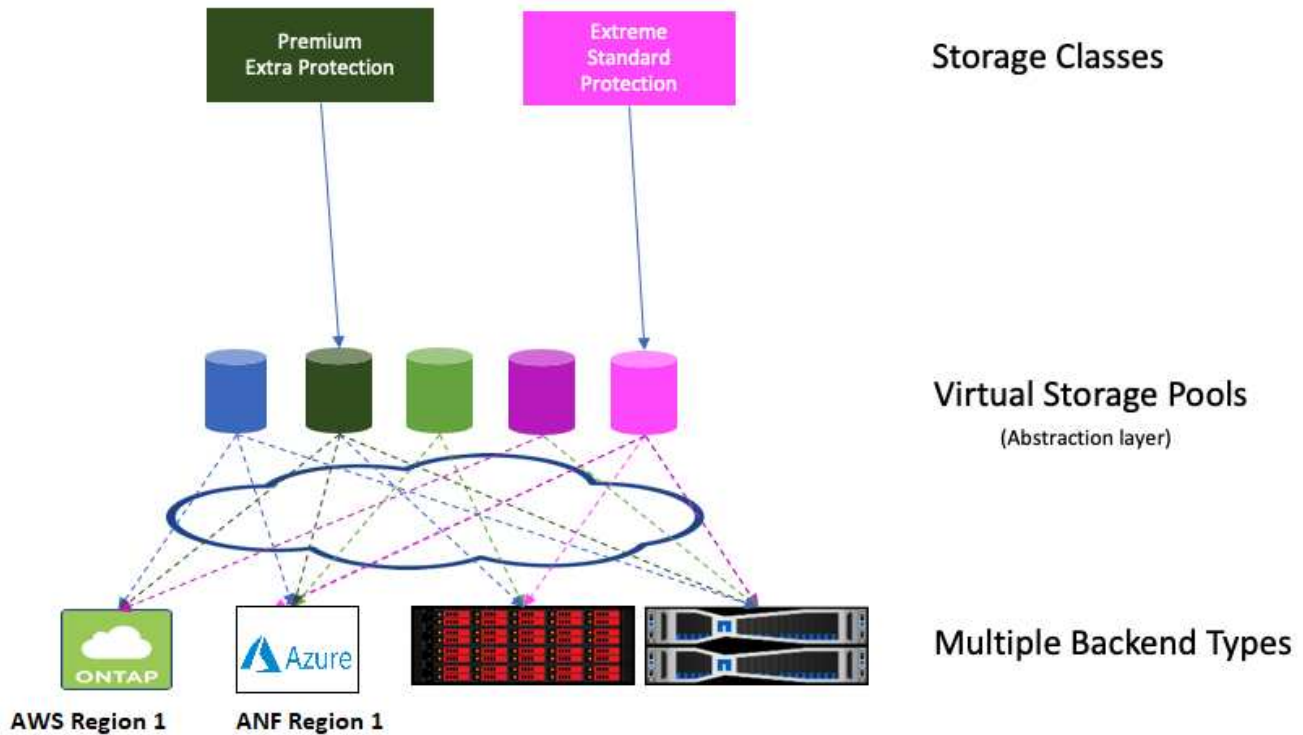 Premium
Extra Protection
Extreme
Standard
Protection
Storage Classes
Virtual Storage Pools
(Abstraction layer)
ONTAP
Azure
Multiple Backend Types
AWS Region 1
ANF Region 1